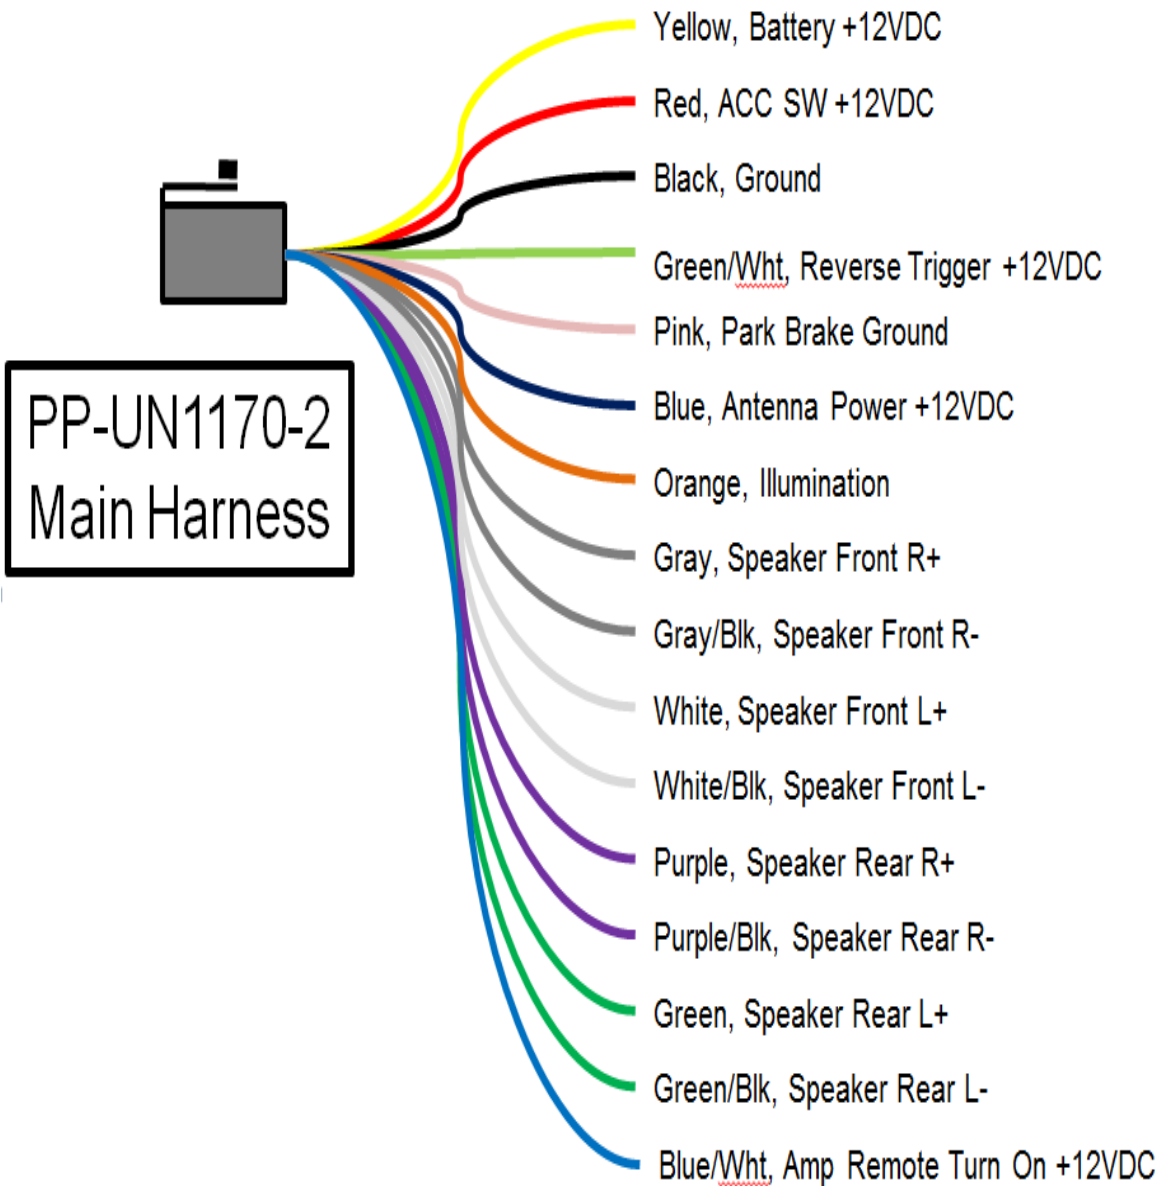 Yellow, Battery +12VDC
Red, ACC SW +12VDC
Black, Ground
Green/Wht, Reverse Trigger +12VDC
Pink, Park Brake Ground
Blue, Antenna Power +12VDC
Orange, Illumination
Gray, Speaker Front R+
Gray/Blk, Speaker Front R-
White, Speaker Front L+
White/Blk, Speaker Front L-
Purple, Speaker Rear R+
Purple/Blk, Speaker Rear R-
Green, Speaker Rear L+
Green/Blk, Speaker Rear L-
Blue/Wht, Amp Remote Turn On +12VDC
PP-UN1170-2
Main Harness